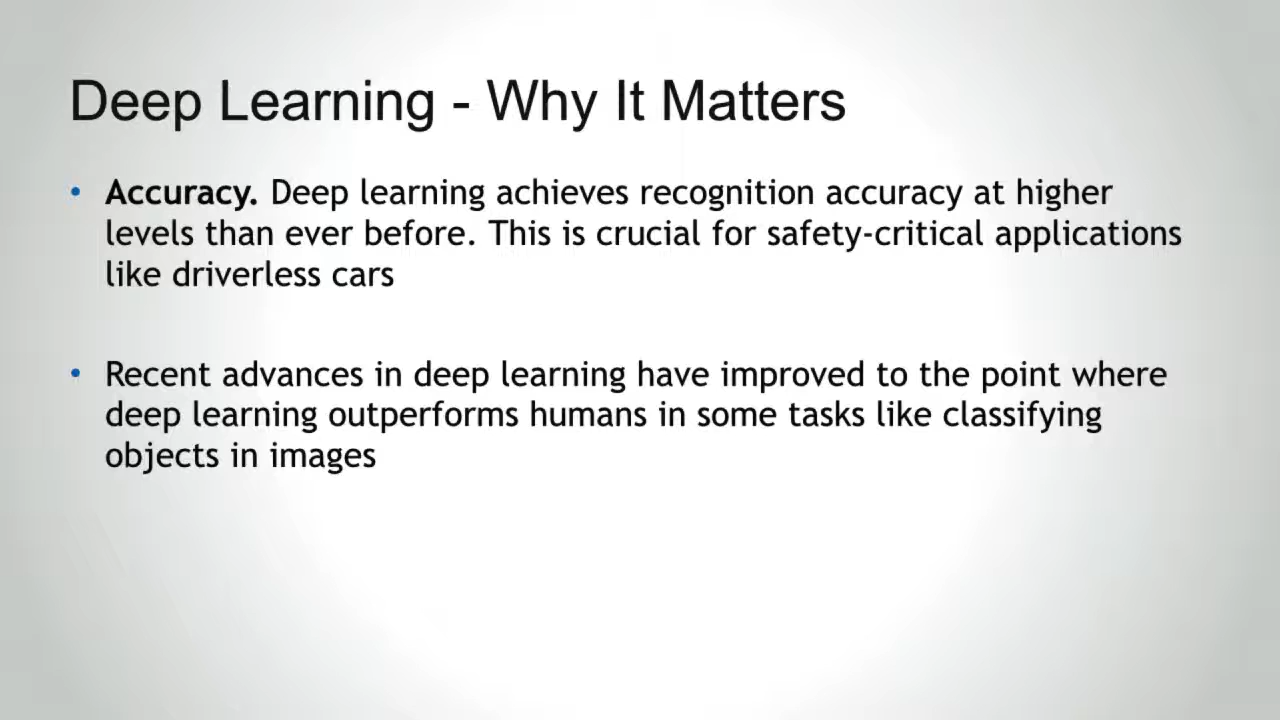 Deep Learning - Why It Matters
• Accuracy. Deep learning achieves recognition accuracy at higher
levels than ever before. This is crucial for safety-critical applications
like driverless cars
• Recent advances in deep learning have improved to the point where
deep learning outperforms humans in some tasks like classifying
objects in images